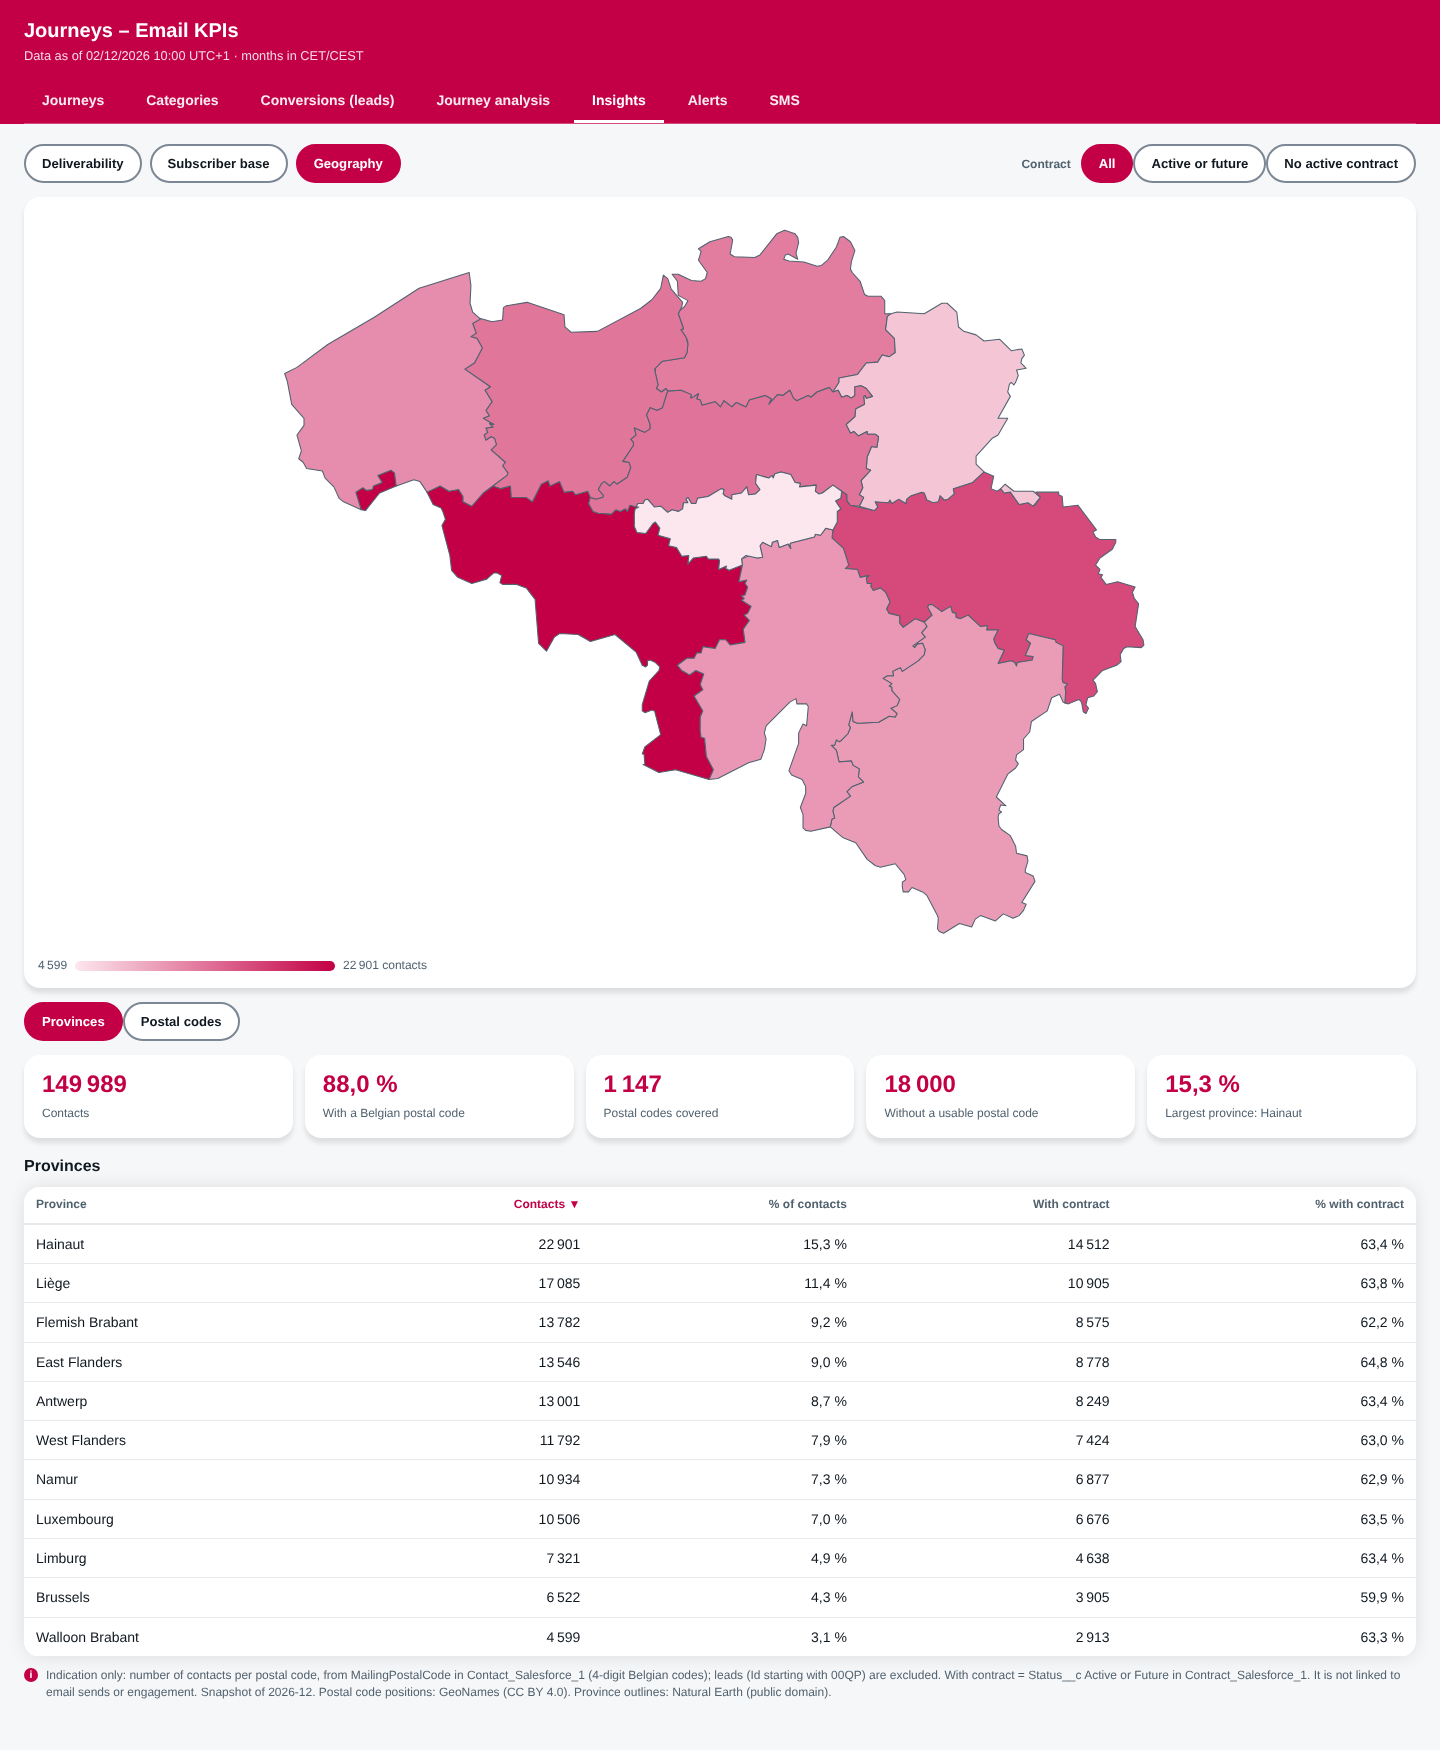 Journeys – Email KPIs
Data as of 02/12/2026 10:00 UTC+1 · months in CET/CEST
Journeys Categories Conversions (leads) Journey analysis Insights Alerts SMS
Deliverability Subscriber base Geography Contract All Active or future No active contract
4 599 22 901 contacts
Provinces Postal codes
149 989 88,0 % 1 147 18 000 15,3 %
Contacts With a Belgian postal code Postal codes covered Without a usable postal code Largest province: Hainaut
Provinces
Province Contacts ▼ % of contacts With contract % with contract
Hainaut 22 901 15,3 % 14 512 63,4 %
Liège 17 085 11,4 % 10 905 63,8 %
Flemish Brabant 13 782 9,2 % 8 575 62,2 %
East Flanders 13 546 9,0 % 8 778 64,8 %
Antwerp 13 001 8,7 % 8 249 63,4 %
West Flanders 11 792 7,9 % 7 424 63,0 %
Namur 10 934 7,3 % 6 877 62,9 %
Luxembourg 10 506 7,0 % 6 676 63,5 %
Limburg 7 321 4,9 % 4 638 63,4 %
Brussels 6 522 4,3 % 3 905 59,9 %
Walloon Brabant 4 599 3,1 % 2 913 63,3 %
i Indication only: number of contacts per postal code, from MailingPostalCode in Contact_Salesforce_1 (4-digit Belgian codes); leads (Id starting with 00QP) are excluded. With contract = Status__c Active or Future in Contract_Salesforce_1. It is not linked to
email sends or engagement. Snapshot of 2026-12. Postal code positions: GeoNames (CC BY 4.0). Province outlines: Natural Earth (public domain).